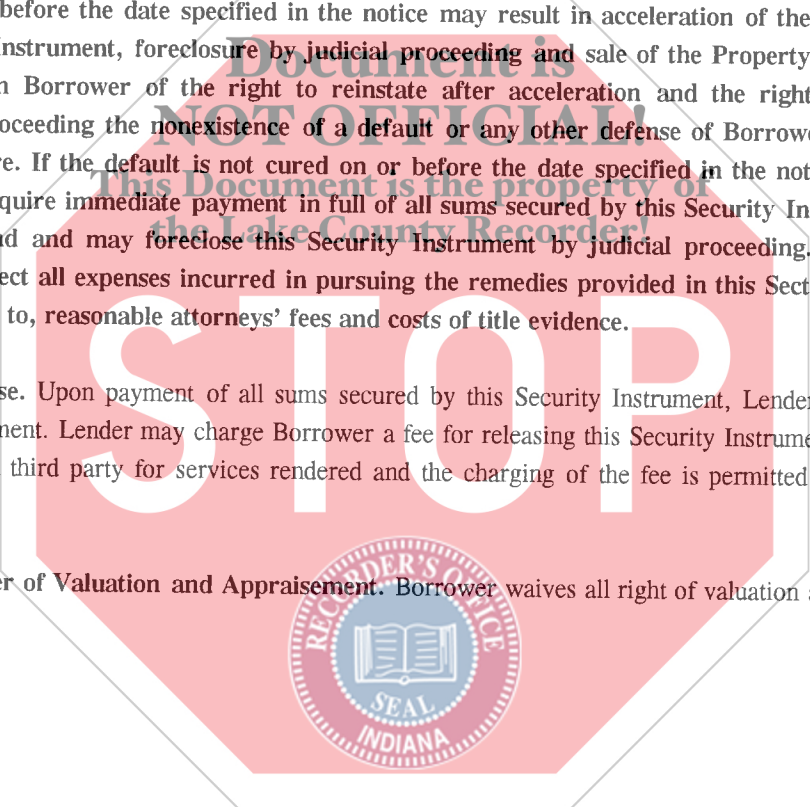 before the date specified in the notice may result in acceleration of the
Instrument, foreclosure by judicial proceeding and sale of the Property
Document is
Borrower of the right to reinstate after acceleration and the right
NOT OFFICIAL!
oceeding the nonexistence of a default or any other defense of Borrowe
re. If the default is not cured on or before the date specified in the not
This Document is the property of
quire immediate payment in full of all sums secured by this Security In
the Lake County Recorder!
nd and may foreclose this Security Instrument by judicial proceeding.
ect all expenses incurred in pursuing the remedies provided in this Sect
to, reasonable attorneys' fees and costs of title evidence.
STOP
se. Upon payment of all sums secured by this Security Instrument, Lender
ment. Lender may charge Borrower a fee for releasing this Security Instrume
third party for services rendered and the charging of the fee is permitted
er of Valuation and Appraisement. Borrower waives all right of valuation
RECORDER'S OFFICE
SEAL
INDIANA